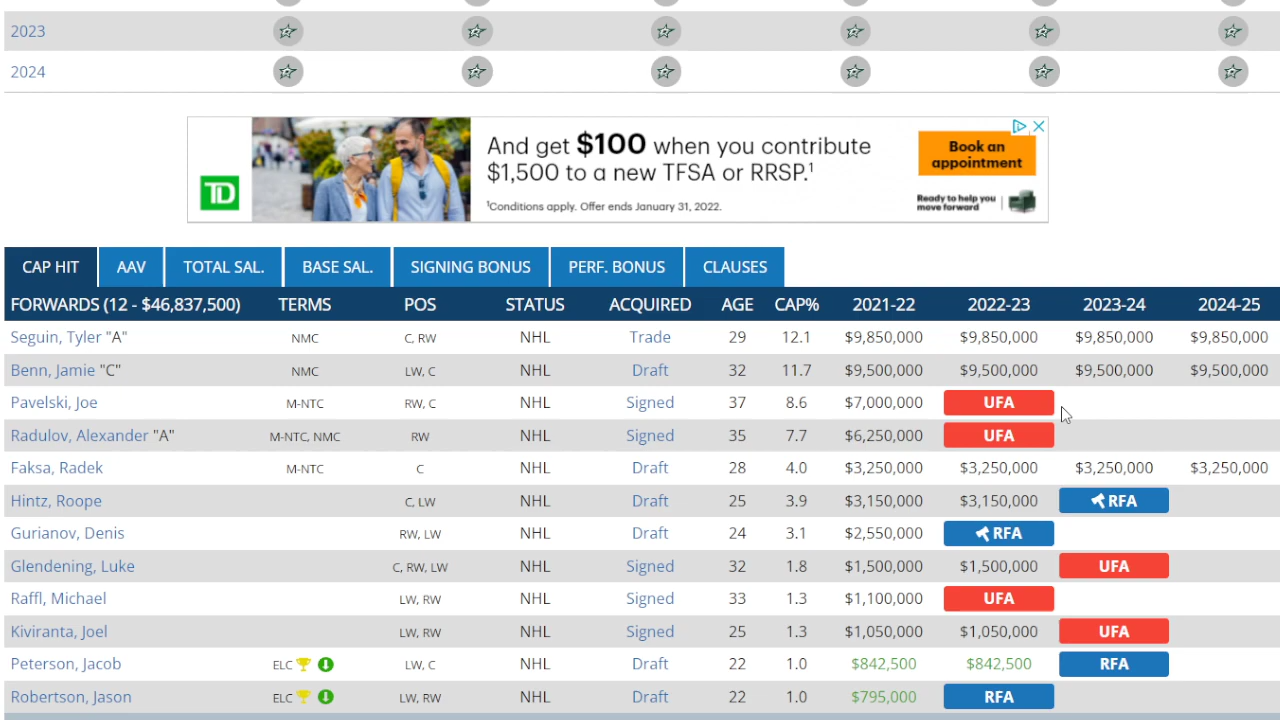 2023
2024
TD
And get $100 when you contribute
$1,500 to a new TFSA or RRSP.¹
¹Conditions apply. Offer ends January 31, 2022.
Book an
appointment
Ready to help you
move forward
CAP HIT AAV TOTAL SAL. BASE SAL. SIGNING BONUS PERF. BONUS CLAUSES
FORWARDS (12 - $46,837,500) TERMS POS STATUS ACQUIRED AGE CAP% 2021-22 2022-23 2023-24 2024-25
Seguin, Tyler "A" NMC C, RW NHL Trade 29 12.1 $9,850,000 $9,850,000 $9,850,000 $9,850,000
Benn, Jamie "C" NMC LW, C NHL Draft 32 11.7 $9,500,000 $9,500,000 $9,500,000 $9,500,000
Pavelski, Joe M-NTC RW, C NHL Signed 37 8.6 $7,000,000 UFA
Radulov, Alexander "A" M-NTC, NMC RW NHL Signed 35 7.7 $6,250,000 UFA
Faksa, Radek M-NTC C NHL Draft 28 4.0 $3,250,000 $3,250,000 $3,250,000 $3,250,000
Hintz, Roope C, LW NHL Draft 25 3.9 $3,150,000 $3,150,000 RFA
Gurianov, Denis RW, LW NHL Draft 24 3.1 $2,550,000 RFA
Glendening, Luke C, RW, LW NHL Signed 32 1.8 $1,500,000 $1,500,000 UFA
Raffl, Michael LW, RW NHL Signed 33 1.3 $1,100,000 UFA
Kiviranta, Joel LW, RW NHL Signed 25 1.3 $1,050,000 $1,050,000 UFA
Peterson, Jacob ELC LW, C NHL Draft 22 1.0 $842,500 $842,500 RFA
Robertson, Jason ELC LW, RW NHL Draft 22 1.0 $795,000 RFA